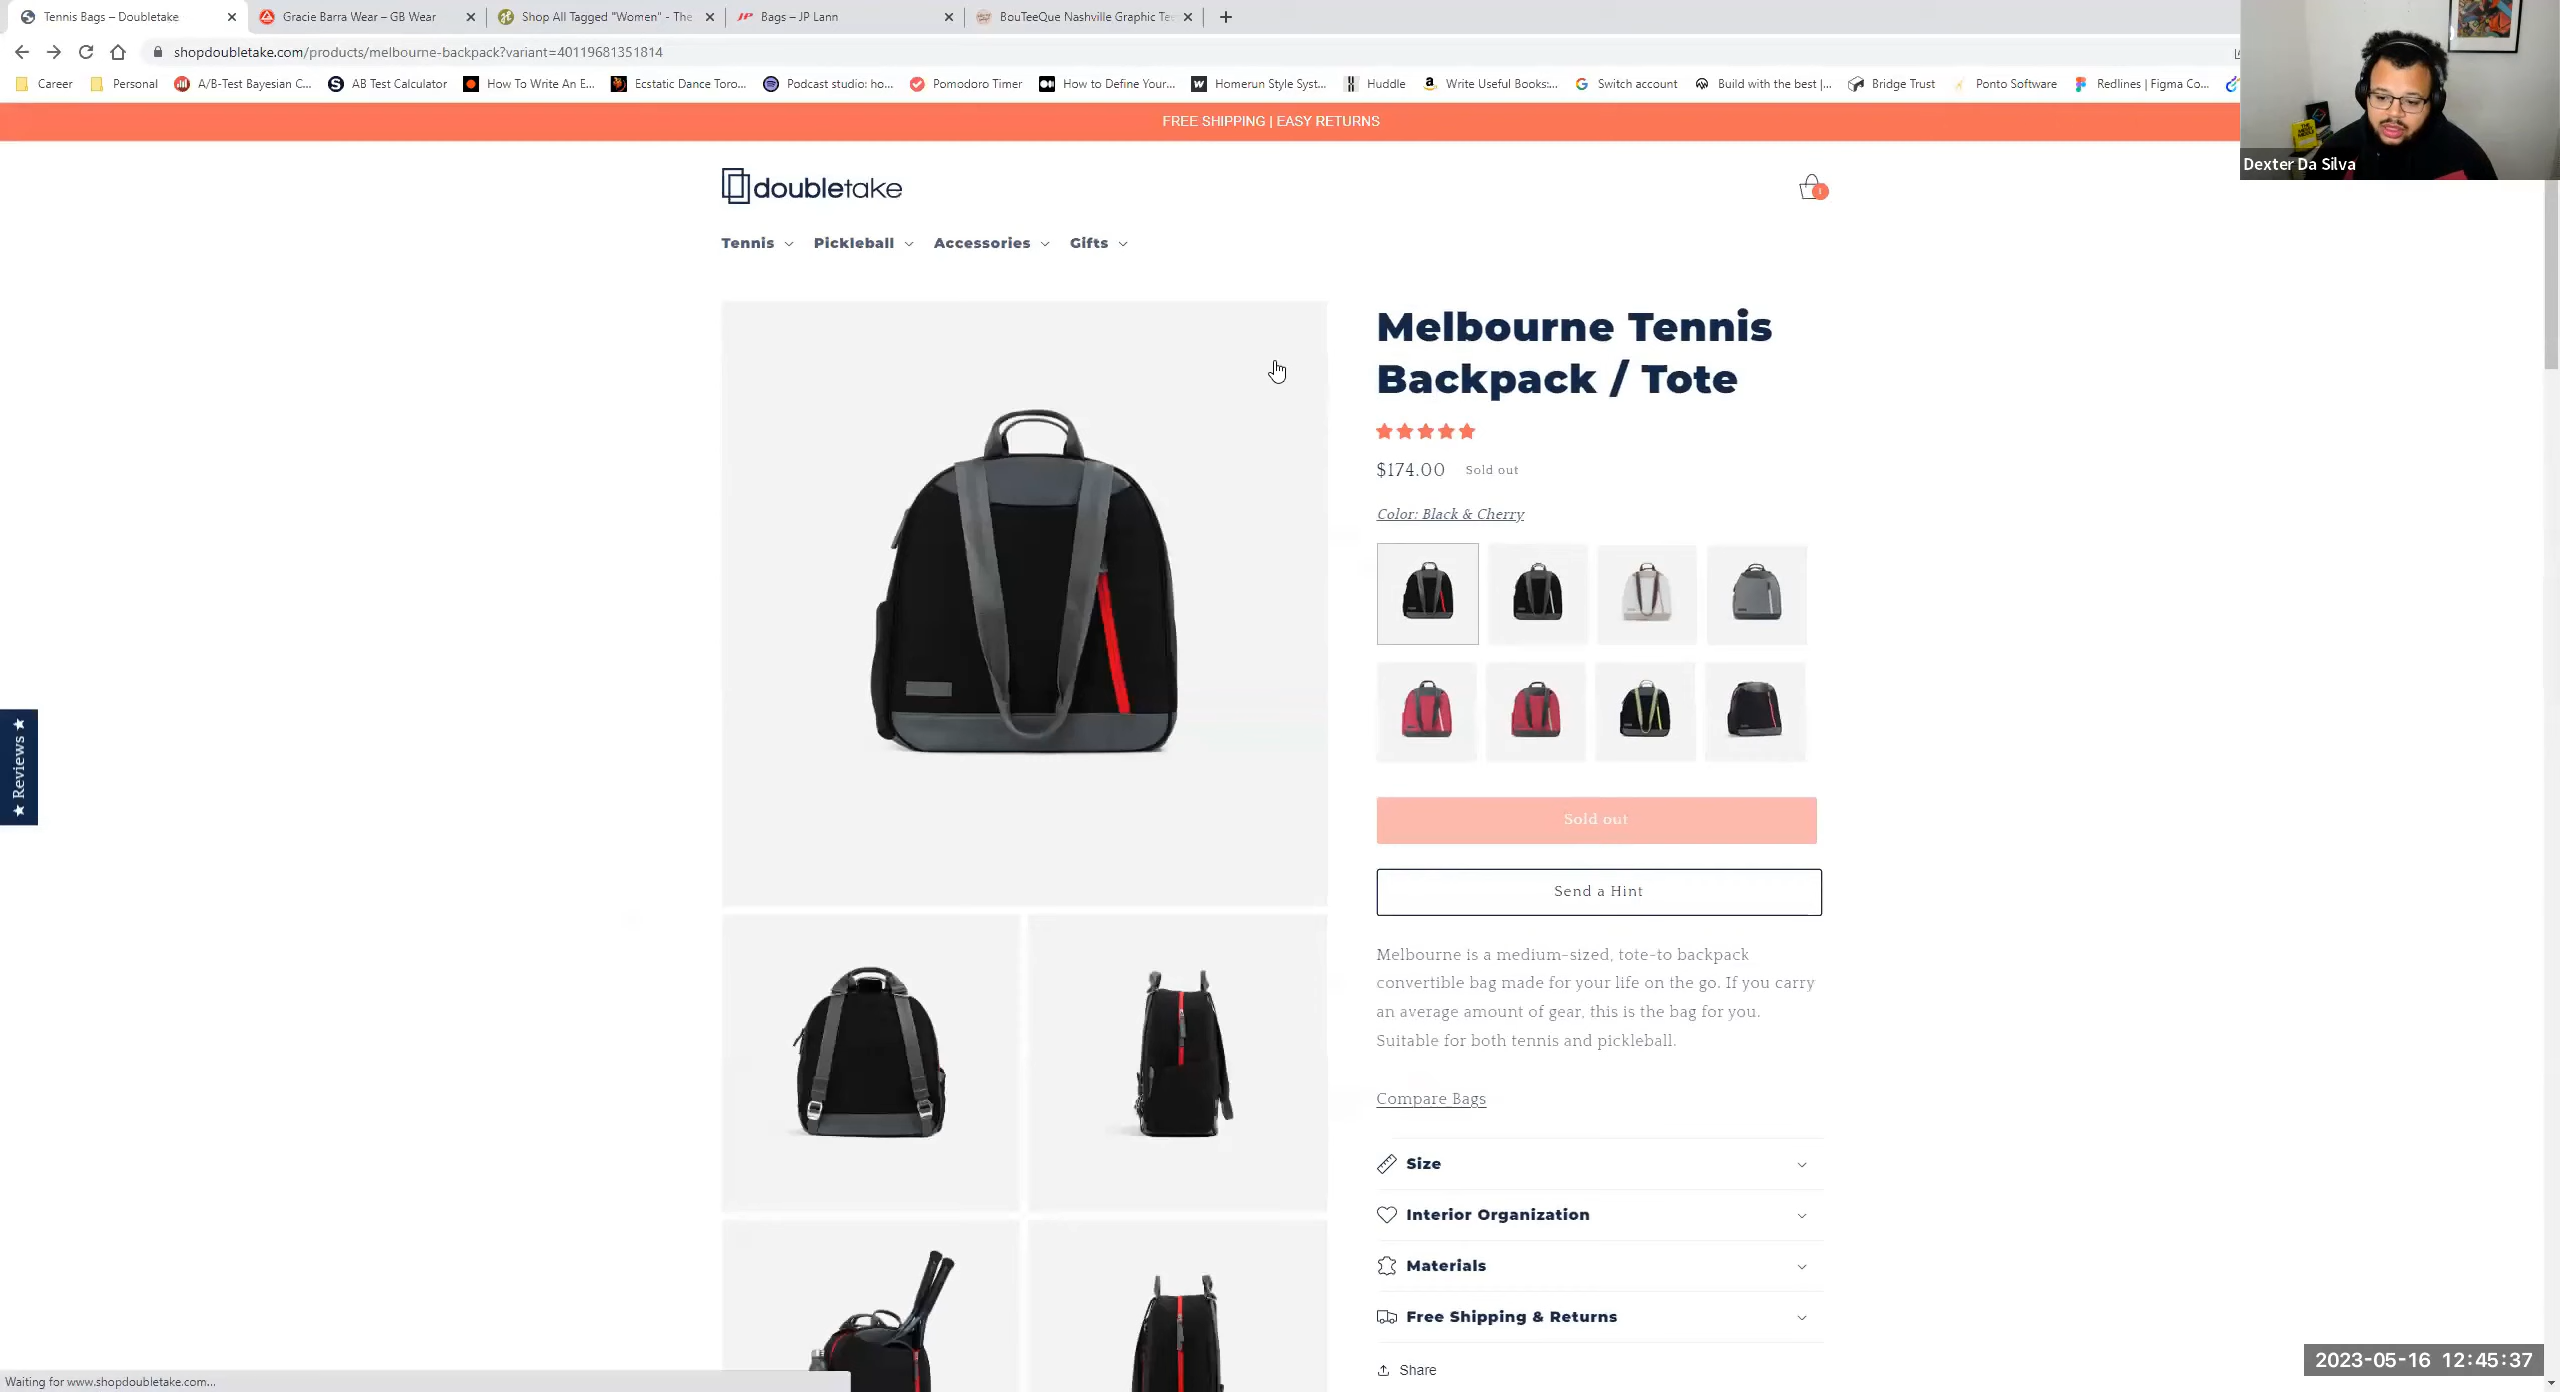 Tennis Bags – Doubletake
Gracie Barra Wear – GB Wear
Shop All Tagged "Women" - The
JP Bags – JP Lann
BouTeeQue Nashville Graphic Tee
shopdoubletake.com/products/melbourne-backpack?variant=40119681351814
Career
Personal
A/B-Test Bayesian C...
AB Test Calculator
How To Write An E...
Ecstatic Dance Toro...
Podcast studio: ho...
Pomodoro Timer
How to Define Your...
Homerun Style Syst...
Huddle
Write Useful Books:...
Switch account
Build with the best |...
Bridge Trust
Ponto Software
Redlines | Figma Co...
Dexter Da Silva
FREE SHIPPING | EASY RETURNS
doubletake
1
Tennis
Pickleball
Accessories
Gifts
Melbourne Tennis
Backpack / Tote
$174.00 Sold out
Color: Black & Cherry
Sold out
Send a Hint
Melbourne is a medium-sized, tote-to backpack
convertible bag made for your life on the go. If you carry
an average amount of gear, this is the bag for you.
Suitable for both tennis and pickleball.
Compare Bags
Size
Interior Organization
Materials
Free Shipping & Returns
Share
★ Reviews ★
Waiting for www.shopdoubletake.com...
2023-05-16 12:45:37